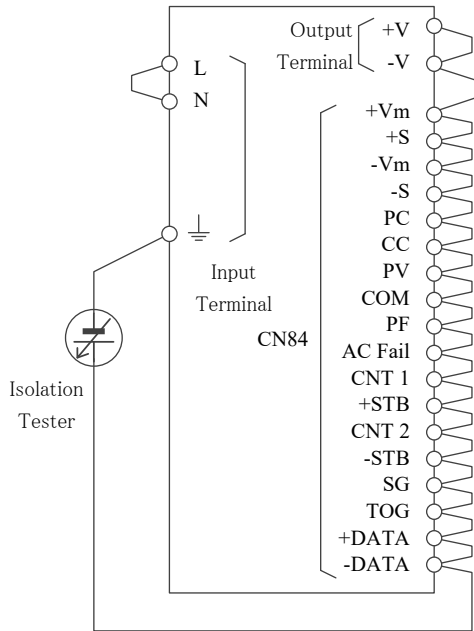 Output
Terminal
+V
-V
L
N
Input
Terminal
Isolation
Tester
CN84
+Vm
+S
-Vm
-S
PC
CC
PV
COM
PF
AC Fail
CNT 1
+STB
CNT 2
-STB
SG
TOG
+DATA
-DATA